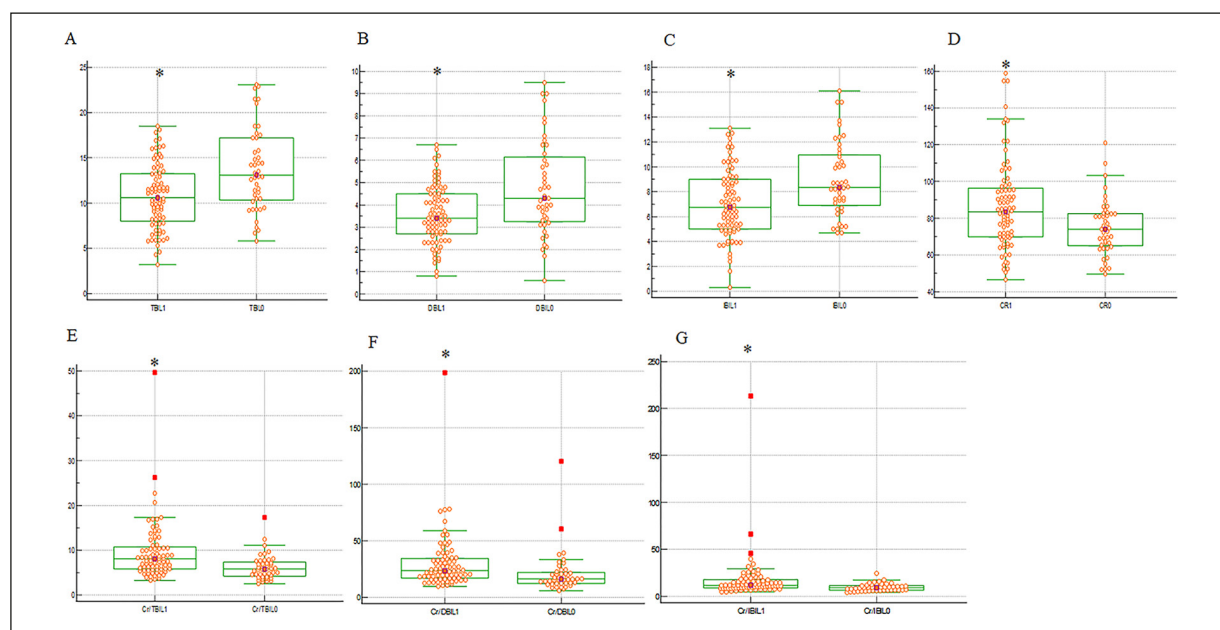 A
B
C
D
*
*
*
*
25
20
15
10
5
0
TBIL1
TBIL0
10
9
8
7
6
5
4
3
2
1
0
DBIL1
DBIL0
18
16
14
12
10
8
6
4
2
0
IBIL1
IBIL0
160
140
120
100
80
60
40
CR1
CR0
E
F
G
*
*
*
50
40
30
20
10
0
Cr/TBIL1
Cr/TBIL0
200
150
100
50
0
Cr/DBIL1
Cr/DBIL0
250
200
150
100
50
0
Cr/IBIL1
Cr/IBIL0